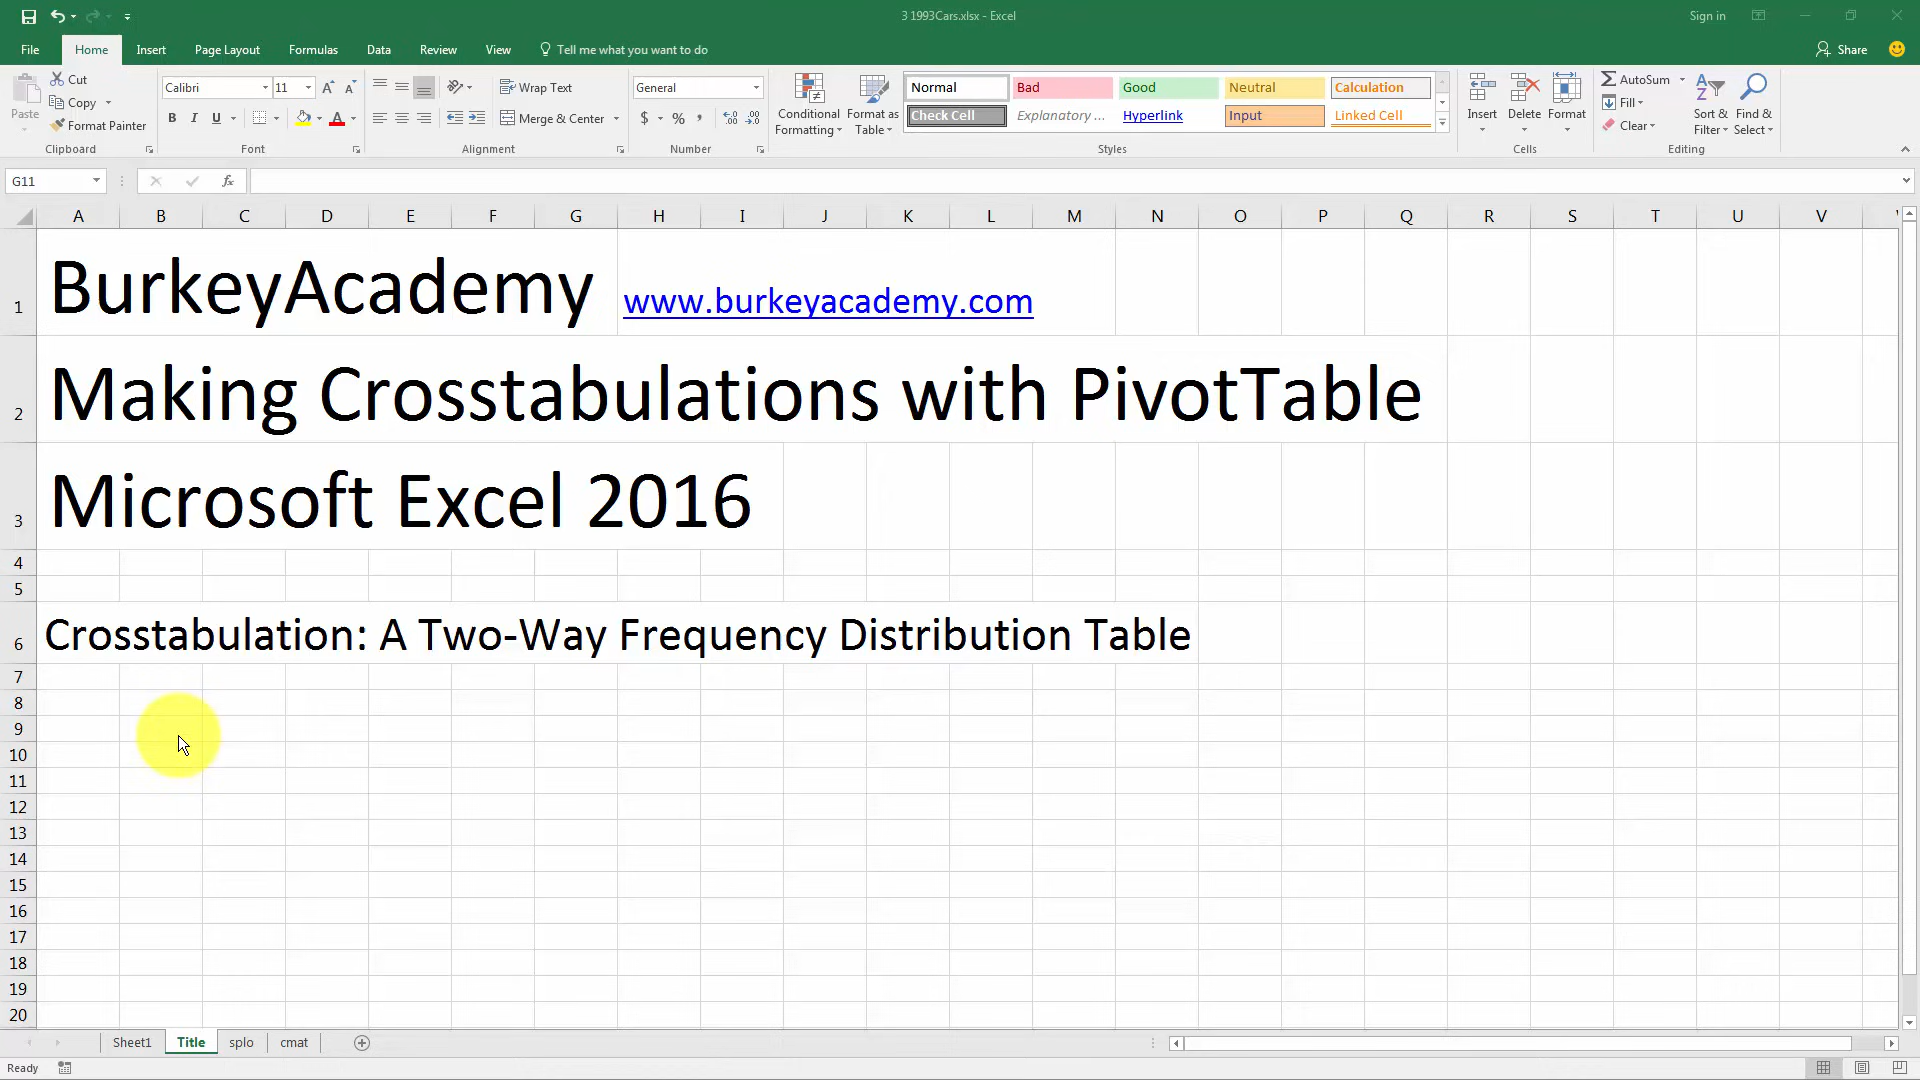 3 1993Cars.xlsx - Excel
Sign in
File Home Insert Page Layout Formulas Data Review View Tell me what you want to do Share
Paste
Cut
Copy
Format Painter
Clipboard
Calibri 11
B I U
Font
Wrap Text
Merge & Center
Alignment
General
$ % ,
Number
Conditional Formatting
Format as Table
Normal Bad Good Neutral Calculation
Check Cell Explanatory ... Hyperlink Input Linked Cell
Styles
Insert Delete Format
Cells
AutoSum
Fill
Clear
Sort & Filter
Find & Select
Editing
G11 fx
A B C D E F G H I J K L M N O P Q R S T U V
1 BurkeyAcademy www.burkeyacademy.com
2 Making Crosstabulations with PivotTable
3 Microsoft Excel 2016
4
5
6 Crosstabulation: A Two-Way Frequency Distribution Table
7
8
9
10
11
12
13
14
15
16
17
18
19
20
Sheet1 Title splo cmat
Ready